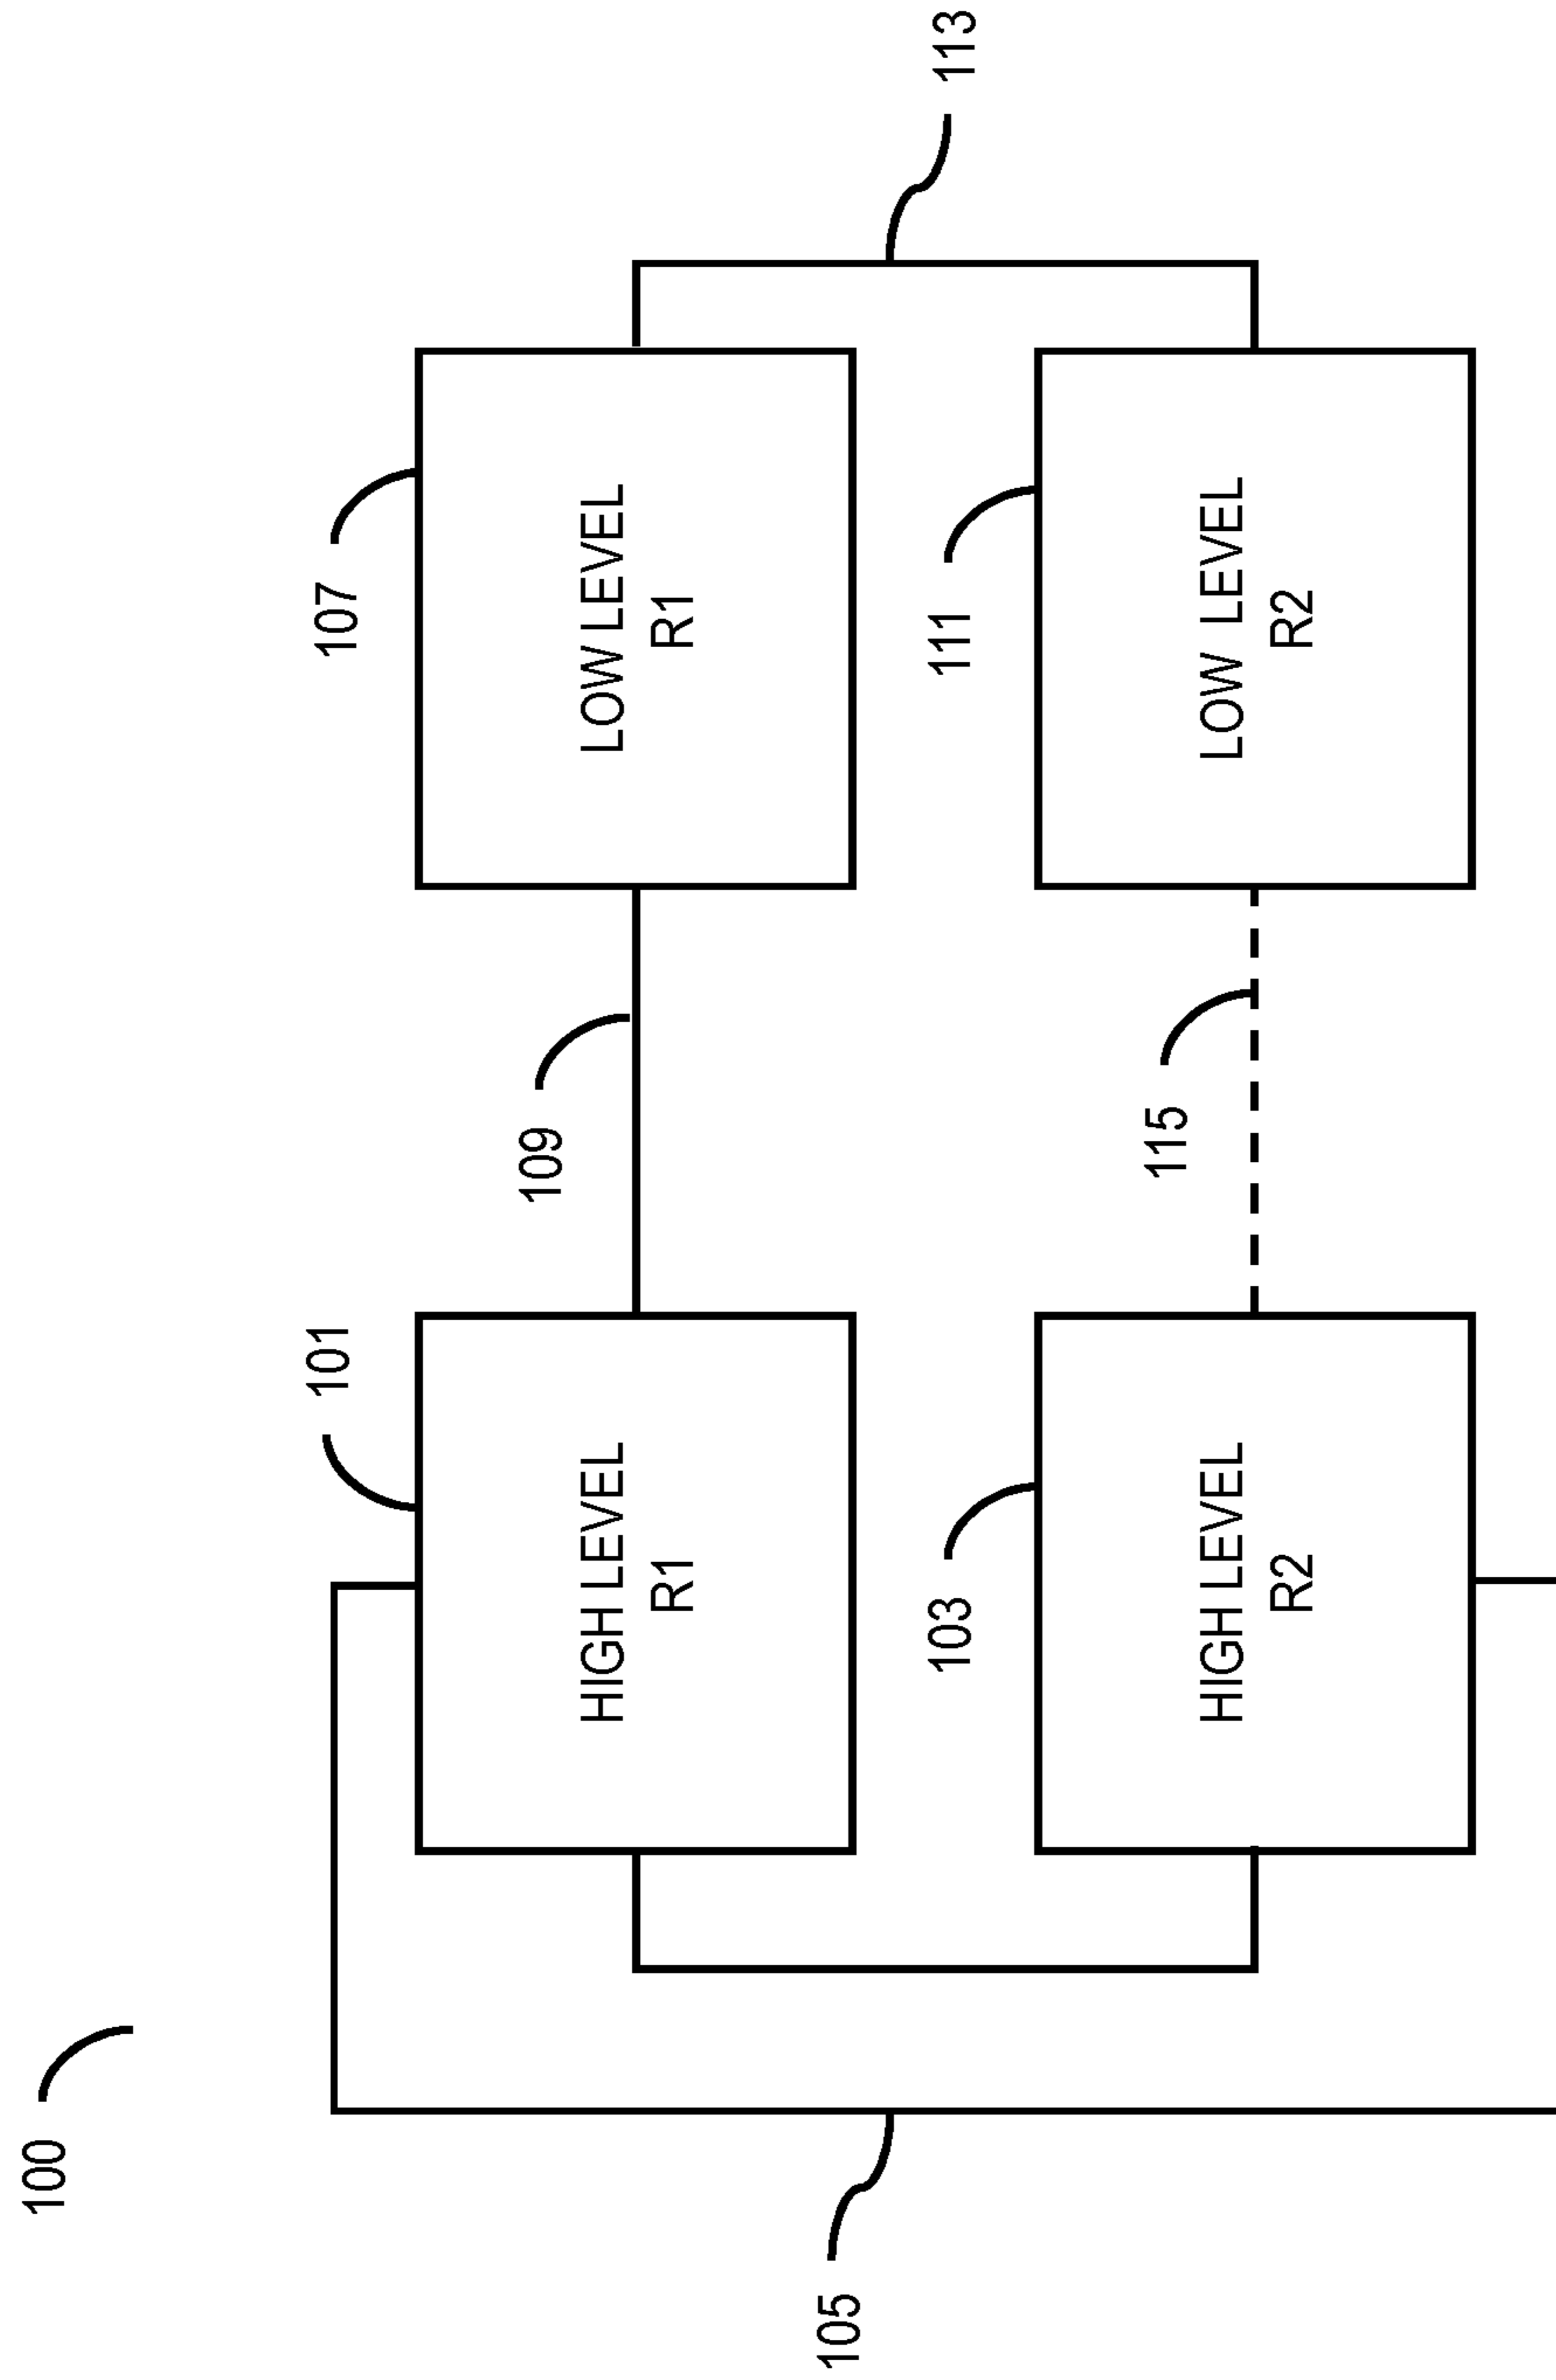 100
101
107
109
HIGH LEVEL
R1
LOW LEVEL
R1
105
103
111
113
115
HIGH LEVEL
R2
LOW LEVEL
R2